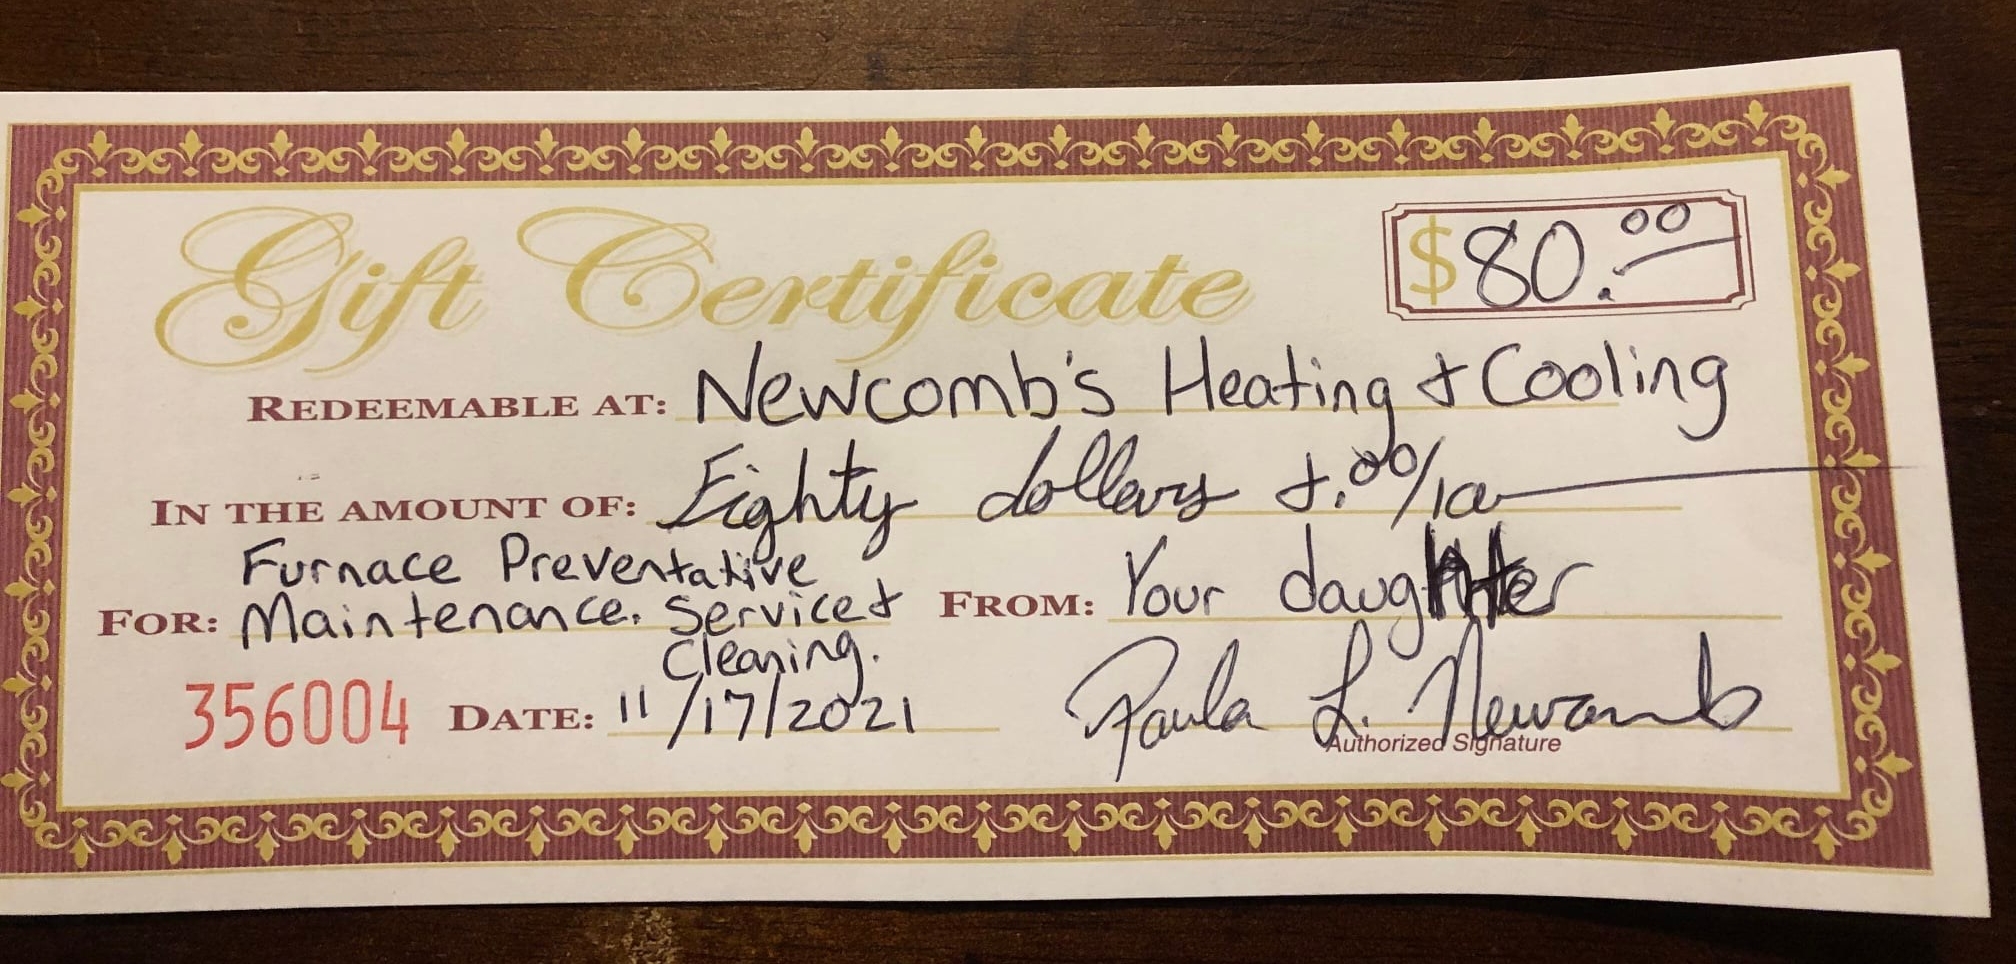 Gift Certificate $80.00
REDEEMABLE AT: Newcomb's Heating & Cooling
IN THE AMOUNT OF: Eighty dollars &.00/100
Furnace Preventative
FOR: Maintenance. Service & FROM: Your daughter
Cleaning.
356004 DATE: 11/17/2021 Paula L. Newcomb
Authorized Signature